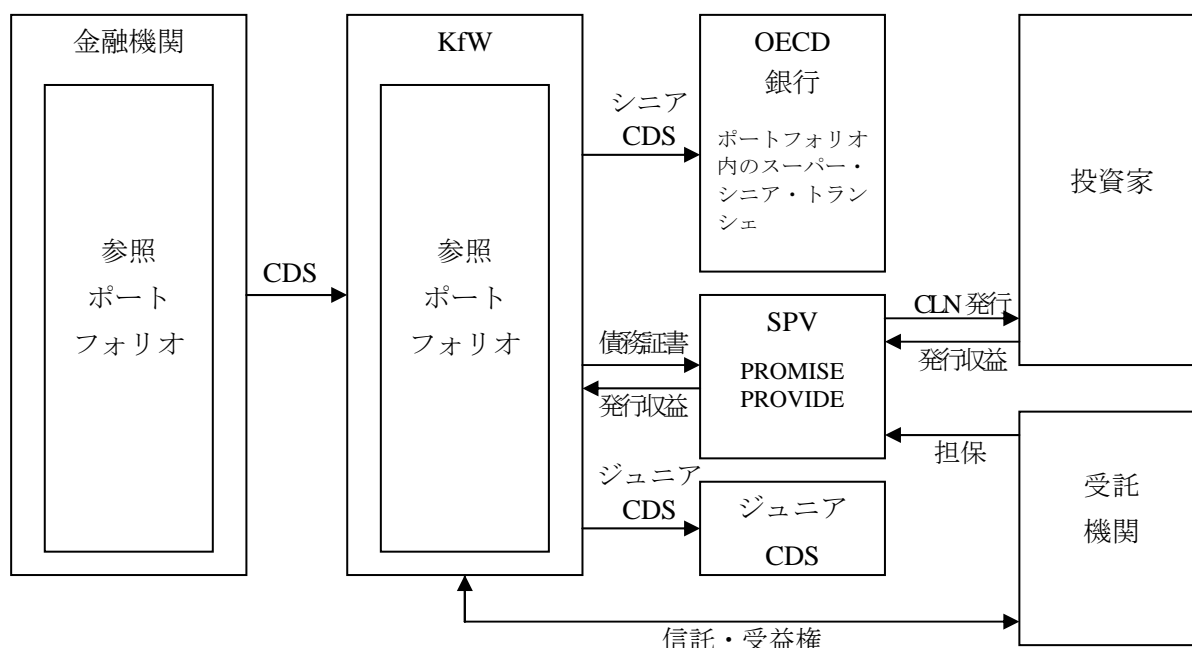 金融機関
参照
ポート
フォリオ
CDS
KfW
参照
ポート
フォリオ
シニア
CDS
OECD
銀行
ポートフォリオ
内のスーパー・
シニア・トラン
シェ
債務証書
発行収益
SPV
PROMISE
PROVIDE
CLN 発行
発行収益
投資家
担保
ジュニア
CDS
ジュニア
CDS
受託
機関
信託・受益権